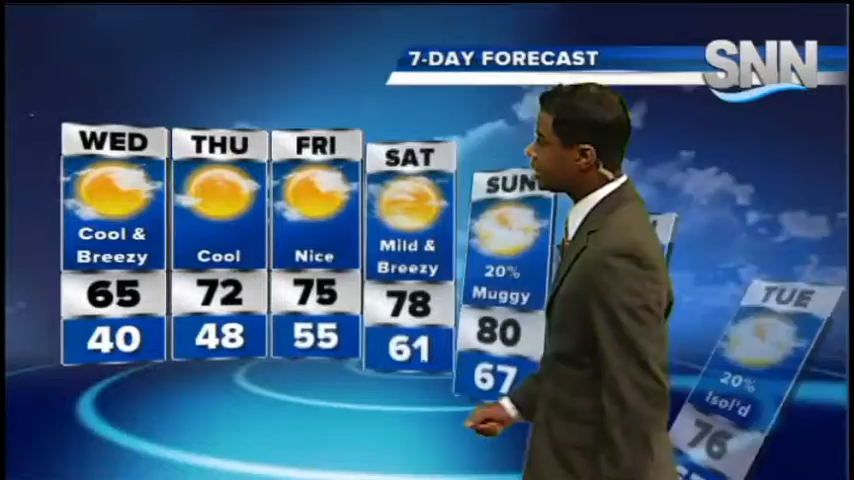 7-DAY FORECAST
SNN
WED
Cool &
Breezy
65
40
THU
Cool
72
48
FRI
Nice
75
55
SAT
Mild &
Breezy
78
61
SUN
20%
Muggy
80
67
TUE
20%
Isol'd
76